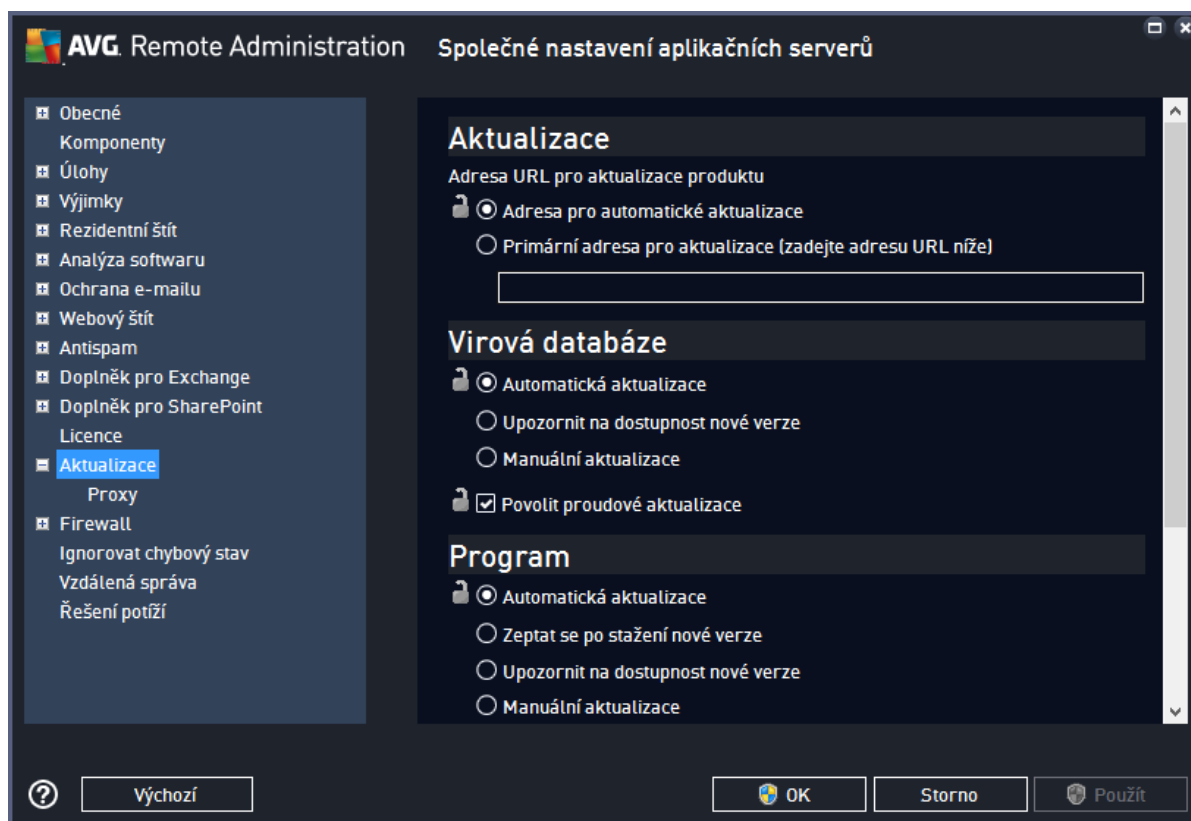 AVG. Remote Administration
Společné nastavení aplikačních serverů
Obecné
Komponenty
Úlohy
Výjimky
Rezidentní štít
Analýza softwaru
Ochrana e-mailu
Webový štít
Antispam
Doplněk pro Exchange
Doplněk pro SharePoint
Licence
Aktualizace
Proxy
Firewall
Ignorovat chybový stav
Vzdálená správa
Řešení potíží
Aktualizace
Adresa URL pro aktualizace produktu
Adresa pro automatické aktualizace
Primární adresa pro aktualizace (zadejte adresu URL níže)
Virová databáze
Automatická aktualizace
Upozornit na dostupnost nové verze
Manuální aktualizace
Povolit proudové aktualizace
Program
Automatická aktualizace
Zeptat se po stažení nové verze
Upozornit na dostupnost nové verze
Manuální aktualizace
Výchozí
OK
Storno
Použít